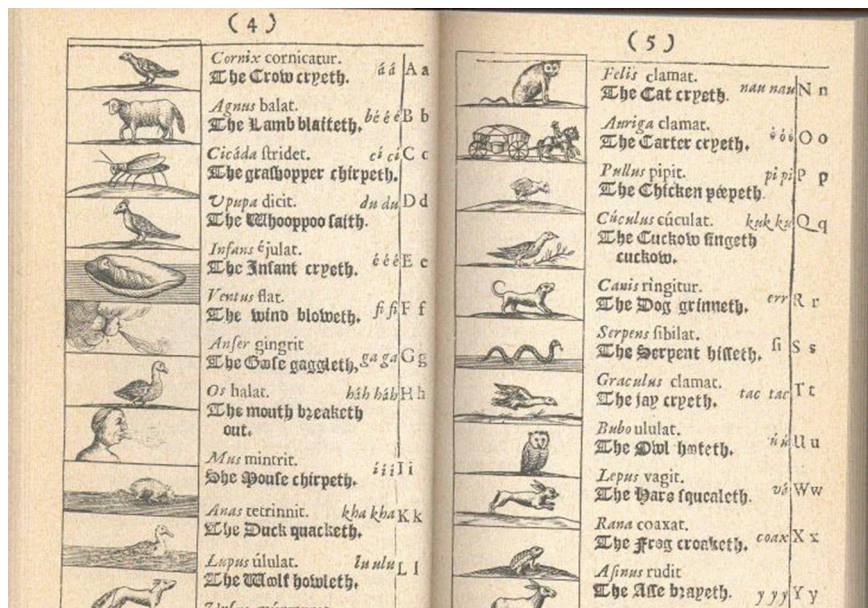 (4)
Cornix cornicatur.
The Crow cryeth. á á A a
Agnus balat.
The Lamb blaiteth. bé é é B b
Cicáda stridet. ci ci C c
The grashopper chirpeth.
Upupa dicit. du du D d
The Whooppoo saith.
Infans éjulat. é é é E e
The Infant cryeth.
Ventus flat. fi fi F f
The wind bloweth.
Anser gingrit ga ga G g
The Goose gaggleth.
Os halat. háh háh H h
The mouth breaketh
out.
Mus mintrit. í í í I i
The Mouse chirpeth.
Anas tetrinnit. kha kha K k
The Duck quacketh.
Lupus úlulat. lu ulu L l
The Woolf howleth.
(5)
Felis clamat. nau nau N n
The Cat cryeth.
Auriga clamat. ò ó ò O o
The Carter cryeth.
Pullus pipit. pi pi P p
The Chicken peepeth.
Cúculus cúculat. kuk ku Q q
The Cuckow singeth
cuckow.
Canis ringitur. err R r
The Dog grinneth.
Serpens sibilat. si S s
The Serpent hisseth.
Graculus clamat. tac tac T t
The jay cryeth.
Bubo ululat. ú ú U u
The Owl hooteth.
Lepus vagit. vá W w
The Hare squealeth.
Rana coaxat. coax X x
The Frog croaketh.
Asinus rudit y y y Y y
The Asse brayeth.